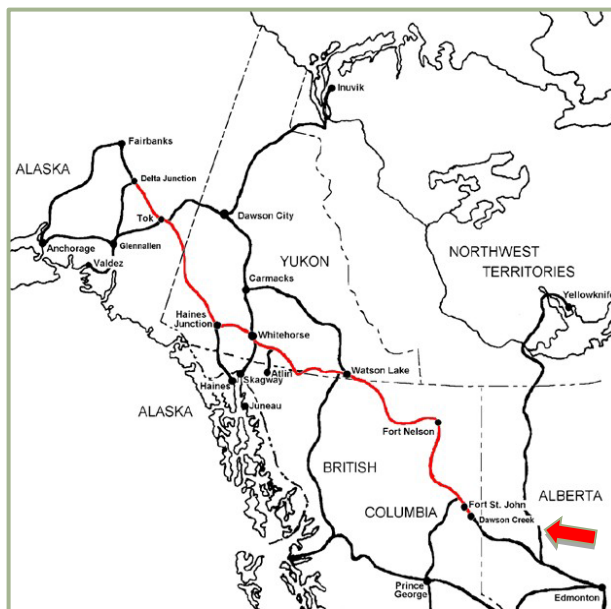 Inuvik
Fairbanks
ALASKA
Delta Junction
Tok
Dawson City
Anchorage
Glennallen
Valdez
YUKON
NORTHWEST
TERRITORIES
Carmacks
Yellowknife
Haines
Junction
Whitehorse
Watson Lake
Atlin
Haines
Skagway
ALASKA
Juneau
Fort Nelson
BRITISH
COLUMBIA
Fort St. John
ALBERTA
Dawson Creek
Prince
George
Edmonton